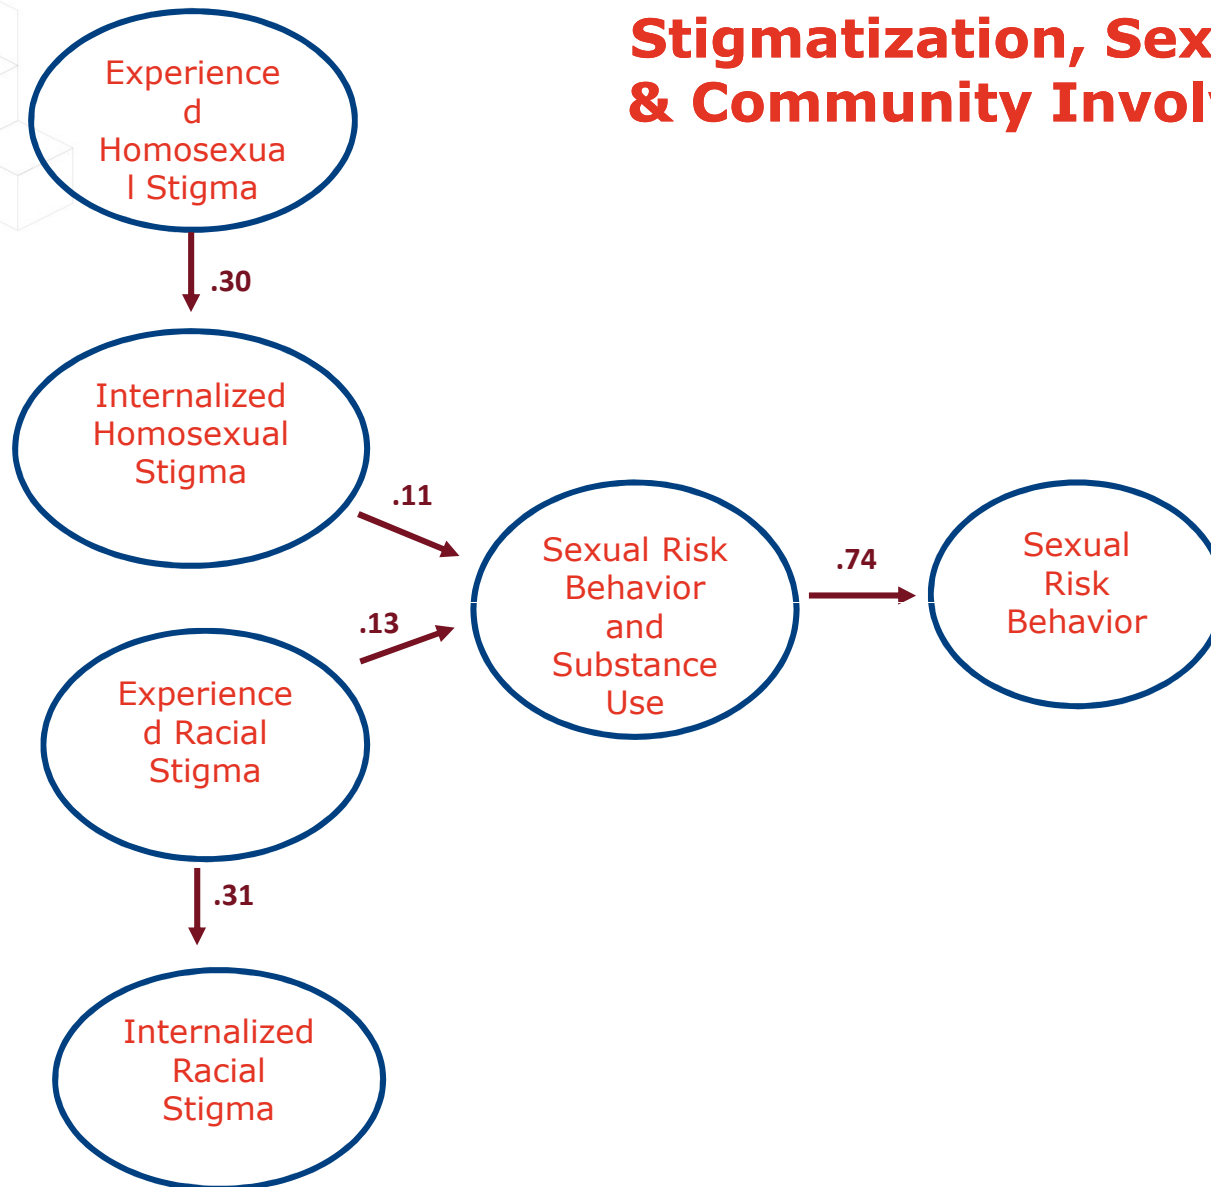 Stigmatization, Sex
& Community Invol
Experience
d
Homosexua
l Stigma
.30
Internalized
Homosexual
Stigma
.11
Sexual Risk
Behavior
and
Substance
Use
.74
Sexual
Risk
Behavior
.13
Experience
d Racial
Stigma
.31
Internalized
Racial
Stigma